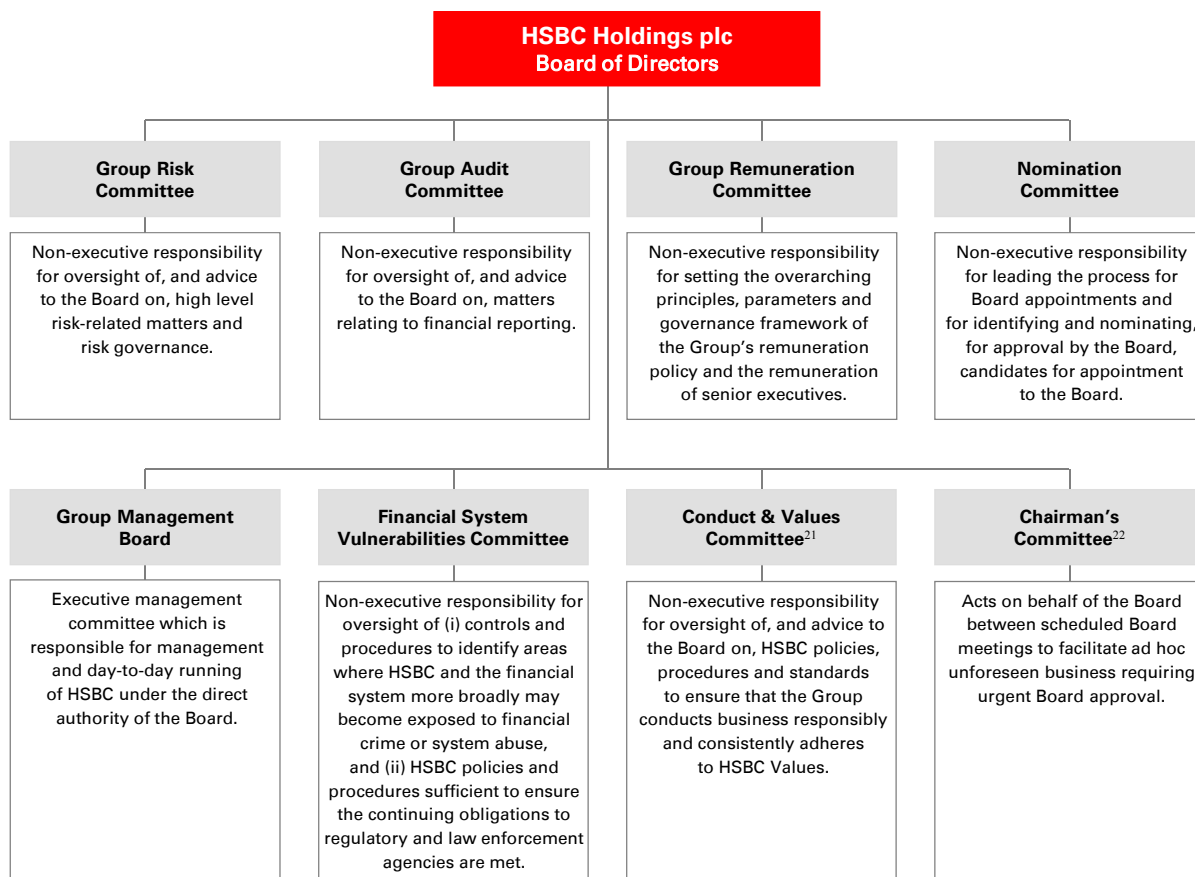 HSBC Holdings plc
Board of Directors
Group Risk
Committee
Non-executive responsibility
for oversight of, and advice
to the Board on, high level
risk-related matters and
risk governance.
Group Audit
Committee
Non-executive responsibility
for oversight of, and advice
to the Board on, matters
relating to financial reporting.
Group Remuneration
Committee
Non-executive responsibility
for setting the overarching
principles, parameters and
governance framework of
the Group's remuneration
policy and the remuneration
of senior executives.
Nomination
Committee
Non-executive responsibility
for leading the process for
Board appointments and
for identifying and nominating,
for approval by the Board,
candidates for appointment
to the Board.
Group Management
Board
Executive management
committee which is
responsible for management
and day-to-day running
of HSBC under the direct
authority of the Board.
Financial System
Vulnerabilities Committee
Non-executive responsibility for
oversight of (i) controls and
procedures to identify areas
where HSBC and the financial
system more broadly may
become exposed to financial
crime or system abuse,
and (ii) HSBC policies and
procedures sufficient to ensure
the continuing obligations to
regulatory and law enforcement
agencies are met.
Conduct & Values
Committee21
Non-executive responsibility
for oversight of, and advice to
the Board on, HSBC policies,
procedures and standards
to ensure that the Group
conducts business responsibly
and consistently adheres
to HSBC Values.
Chairman's
Committee22
Acts on behalf of the Board
between scheduled Board
meetings to facilitate ad hoc
unforeseen business requiring
urgent Board approval.